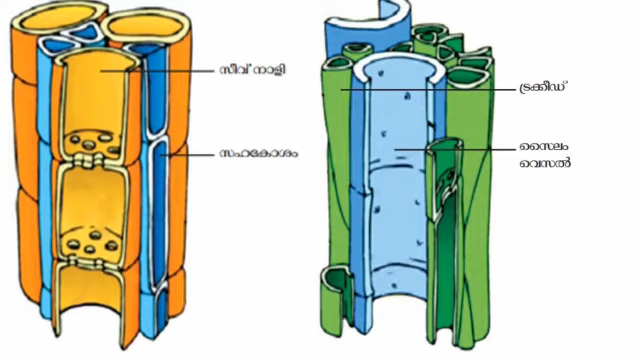 സീവ് നാളി
സഹകോശം
ട്രക്കീഡ്
സൈലം
വെസൽ